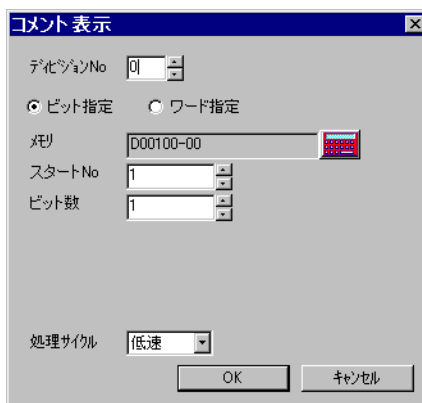 コメント表示
ﾃﾞｨﾋﾞｼﾞｮﾝNo 0
ビット指定 ワード指定
ﾒﾓﾘ D00100-00
スタートNo 1
ビット数 1
処理ｻｲｸﾙ 低速
OK ｷｬﾝｾﾙ